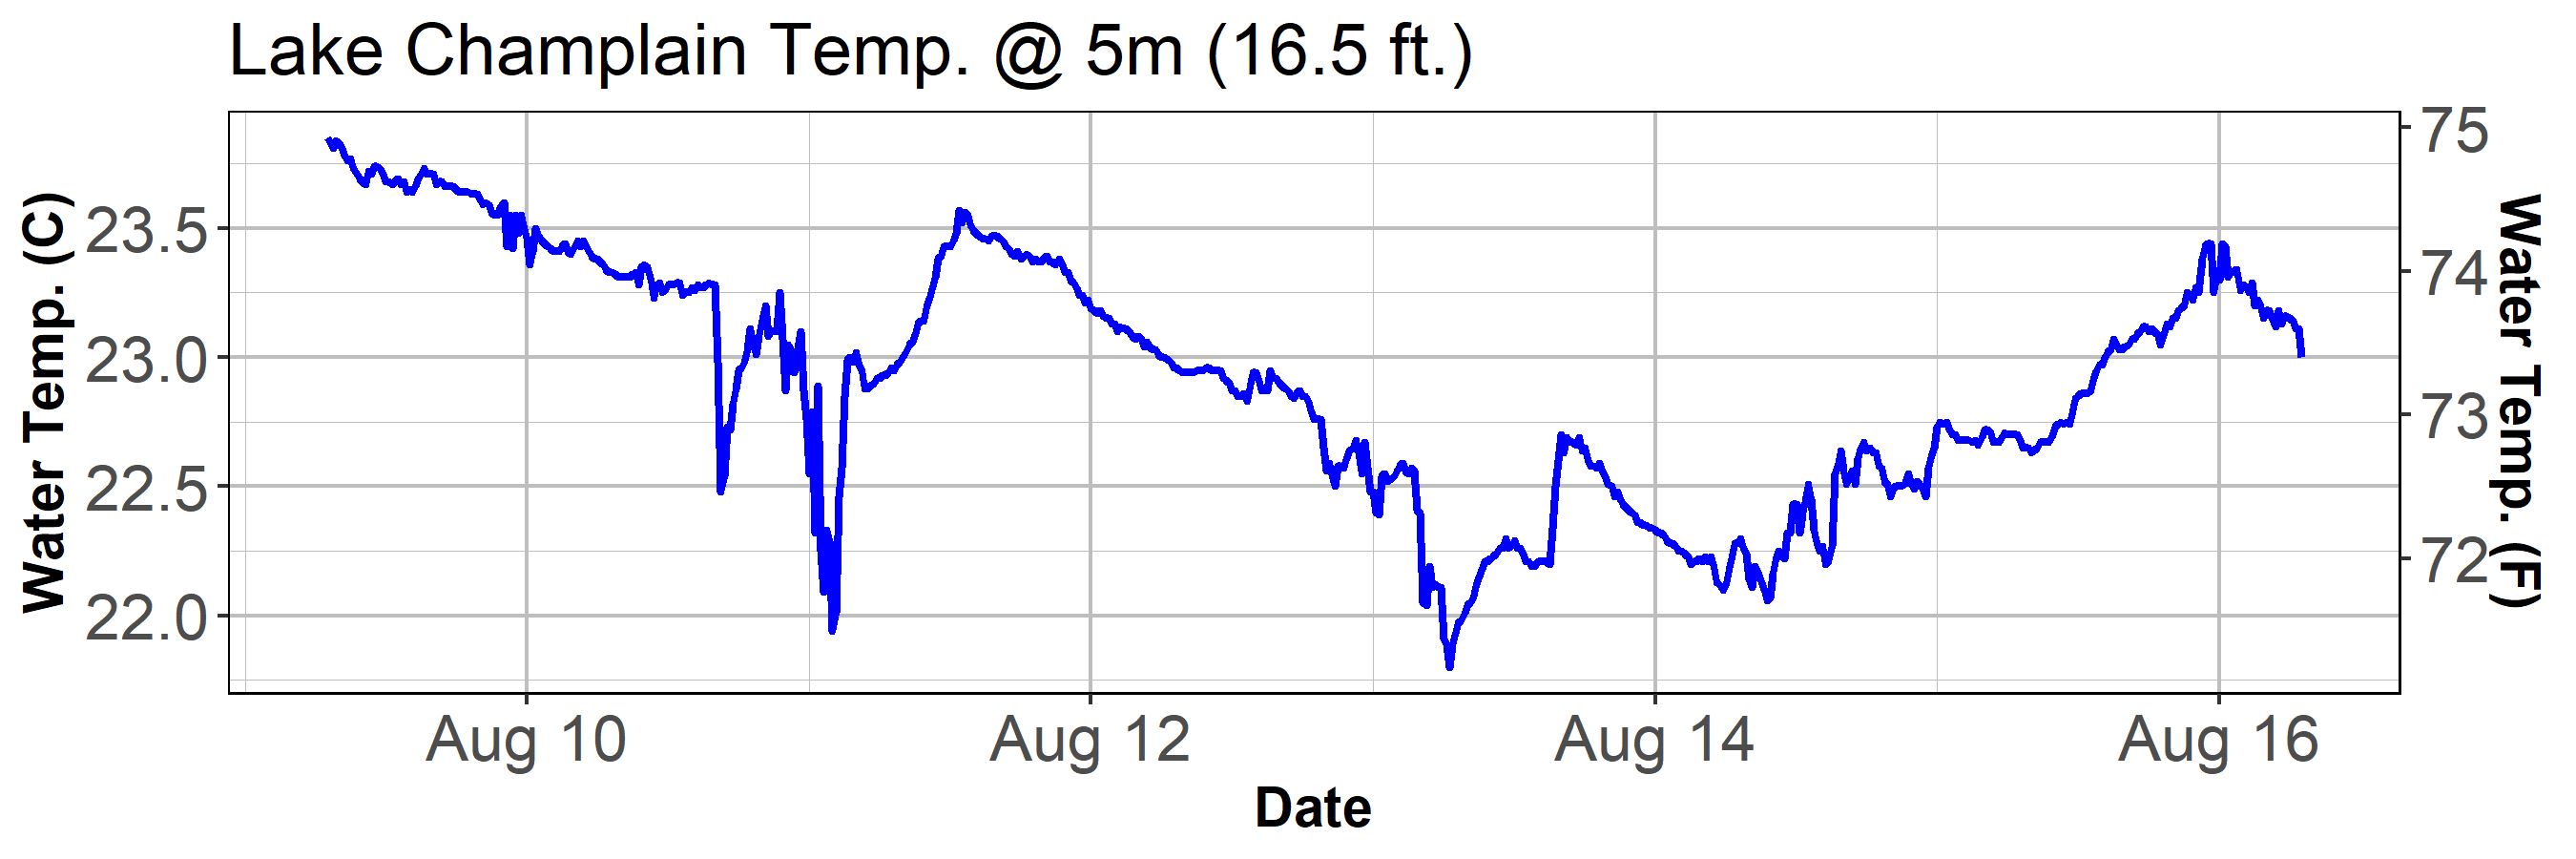 Lake Champlain Temp. @ 5m (16.5 ft.)
Water Temp. (C)
23.5
23.0
22.5
22.0
75
74
73
72
Water Temp. (F)
Aug 10
Aug 12
Aug 14
Aug 16
Date